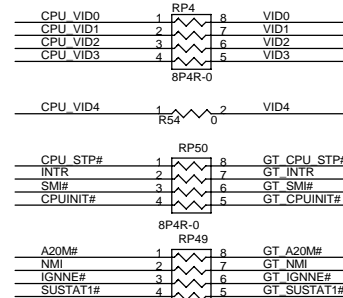 RP4
CPU_VID0 1 8 VID0
CPU_VID1 2 7 VID1
CPU_VID2 3 6 VID2
CPU_VID3 4 5 VID3
8P4R-0
CPU_VID4 1 2 VID4
R54 0
RP50
CPU_STP# 1 8 GT_CPU_STP#
INTR 2 7 GT_INTR
SMI# 3 6 GT_SMI#
CPUINIT# 4 5 GT_CPUINIT#
8P4R-0
RP49
A20M# 1 8 GT_A20M#
NMI 2 7 GT_NMI
IGNNE# 3 6 GT_IGNNE#
SUSTAT1# 4 5 GT_SUSTAT1#